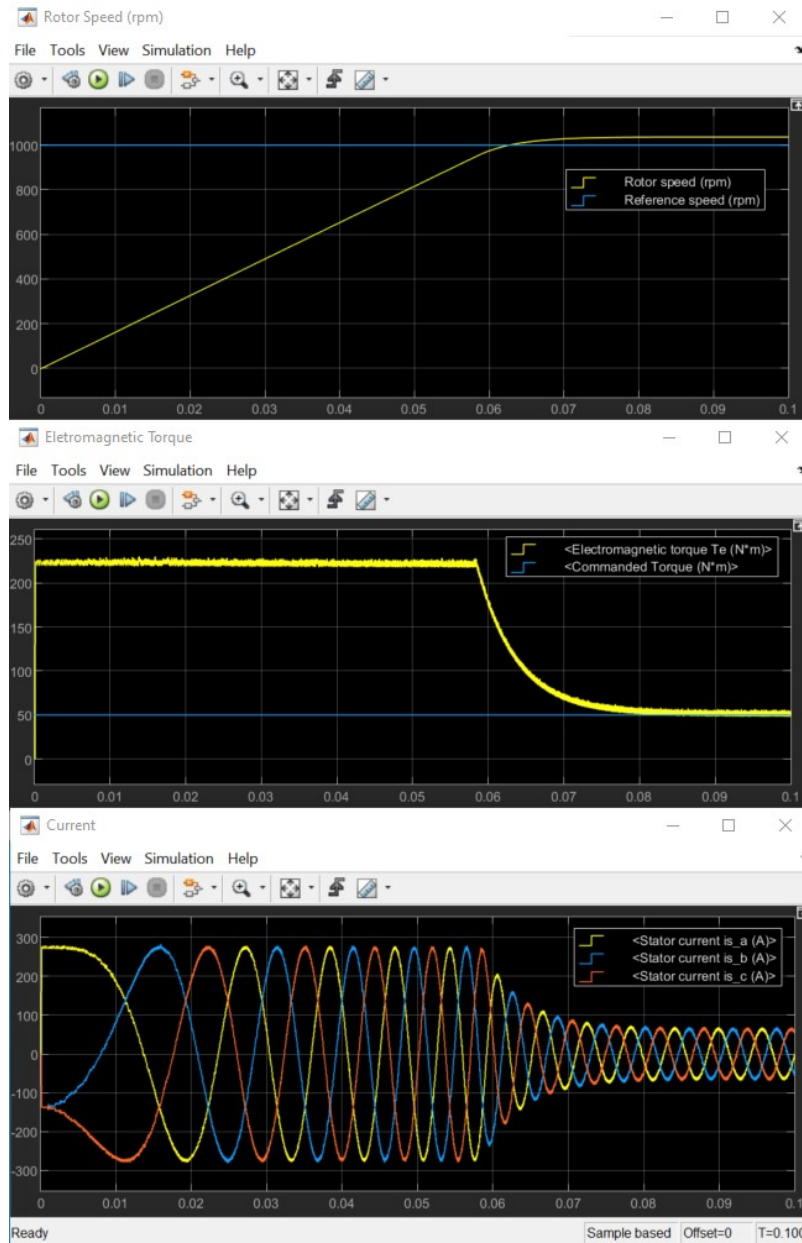 Rotor Speed (rpm)
File Tools View Simulation Help
1000
800
600
400
200
0
Rotor speed (rpm)
Reference speed (rpm)
0 0.01 0.02 0.03 0.04 0.05 0.06 0.07 0.08 0.09 0.1
Eletromagnetic Torque
File Tools View Simulation Help
250
200
150
100
50
0
<Electromagnetic torque Te (N*m)>
<Commanded Torque (N*m)>
0 0.01 0.02 0.03 0.04 0.05 0.06 0.07 0.08 0.09 0.1
Current
File Tools View Simulation Help
300
200
100
0
-100
-200
-300
<Stator current is_a (A)>
<Stator current is_b (A)>
<Stator current is_c (A)>
0 0.01 0.02 0.03 0.04 0.05 0.06 0.07 0.08 0.09 0.1
Ready Sample based Offset=0 T=0.100